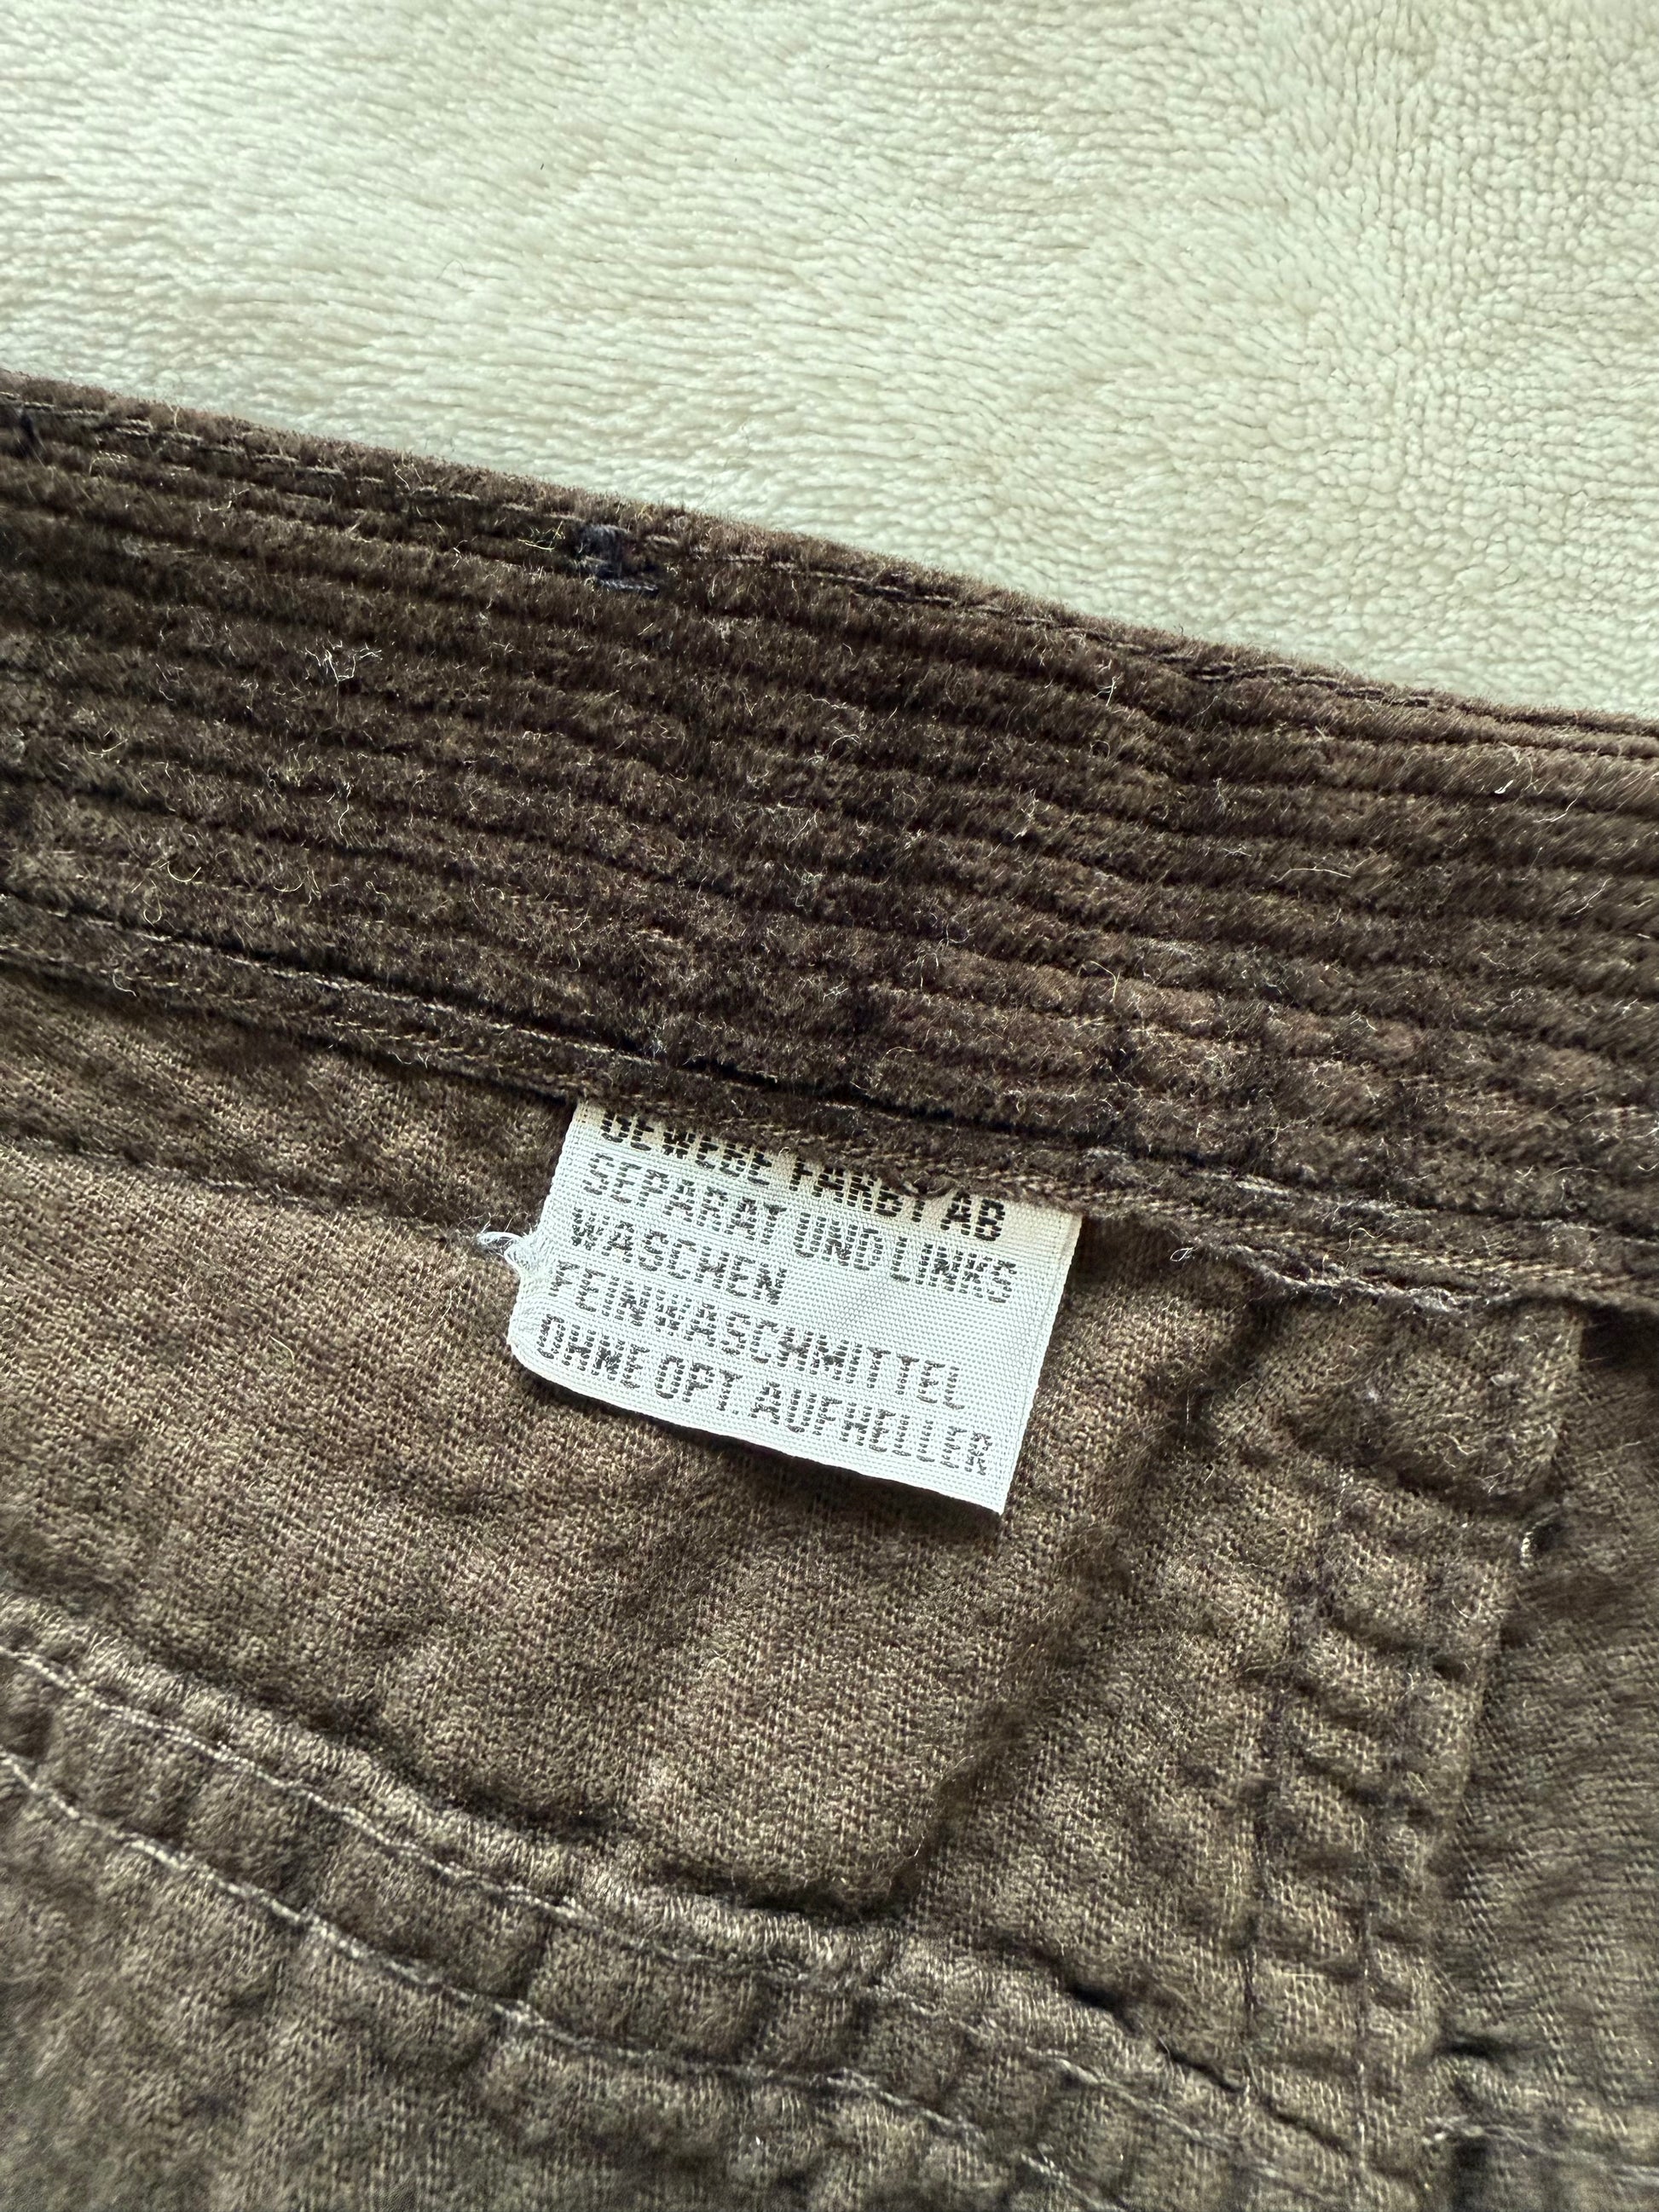 GEWEBE FÄRBT AB
SEPARAT UND LINKS
WASCHEN
FEINWASCHMITTEL
OHNE OPT. AUFHELLER